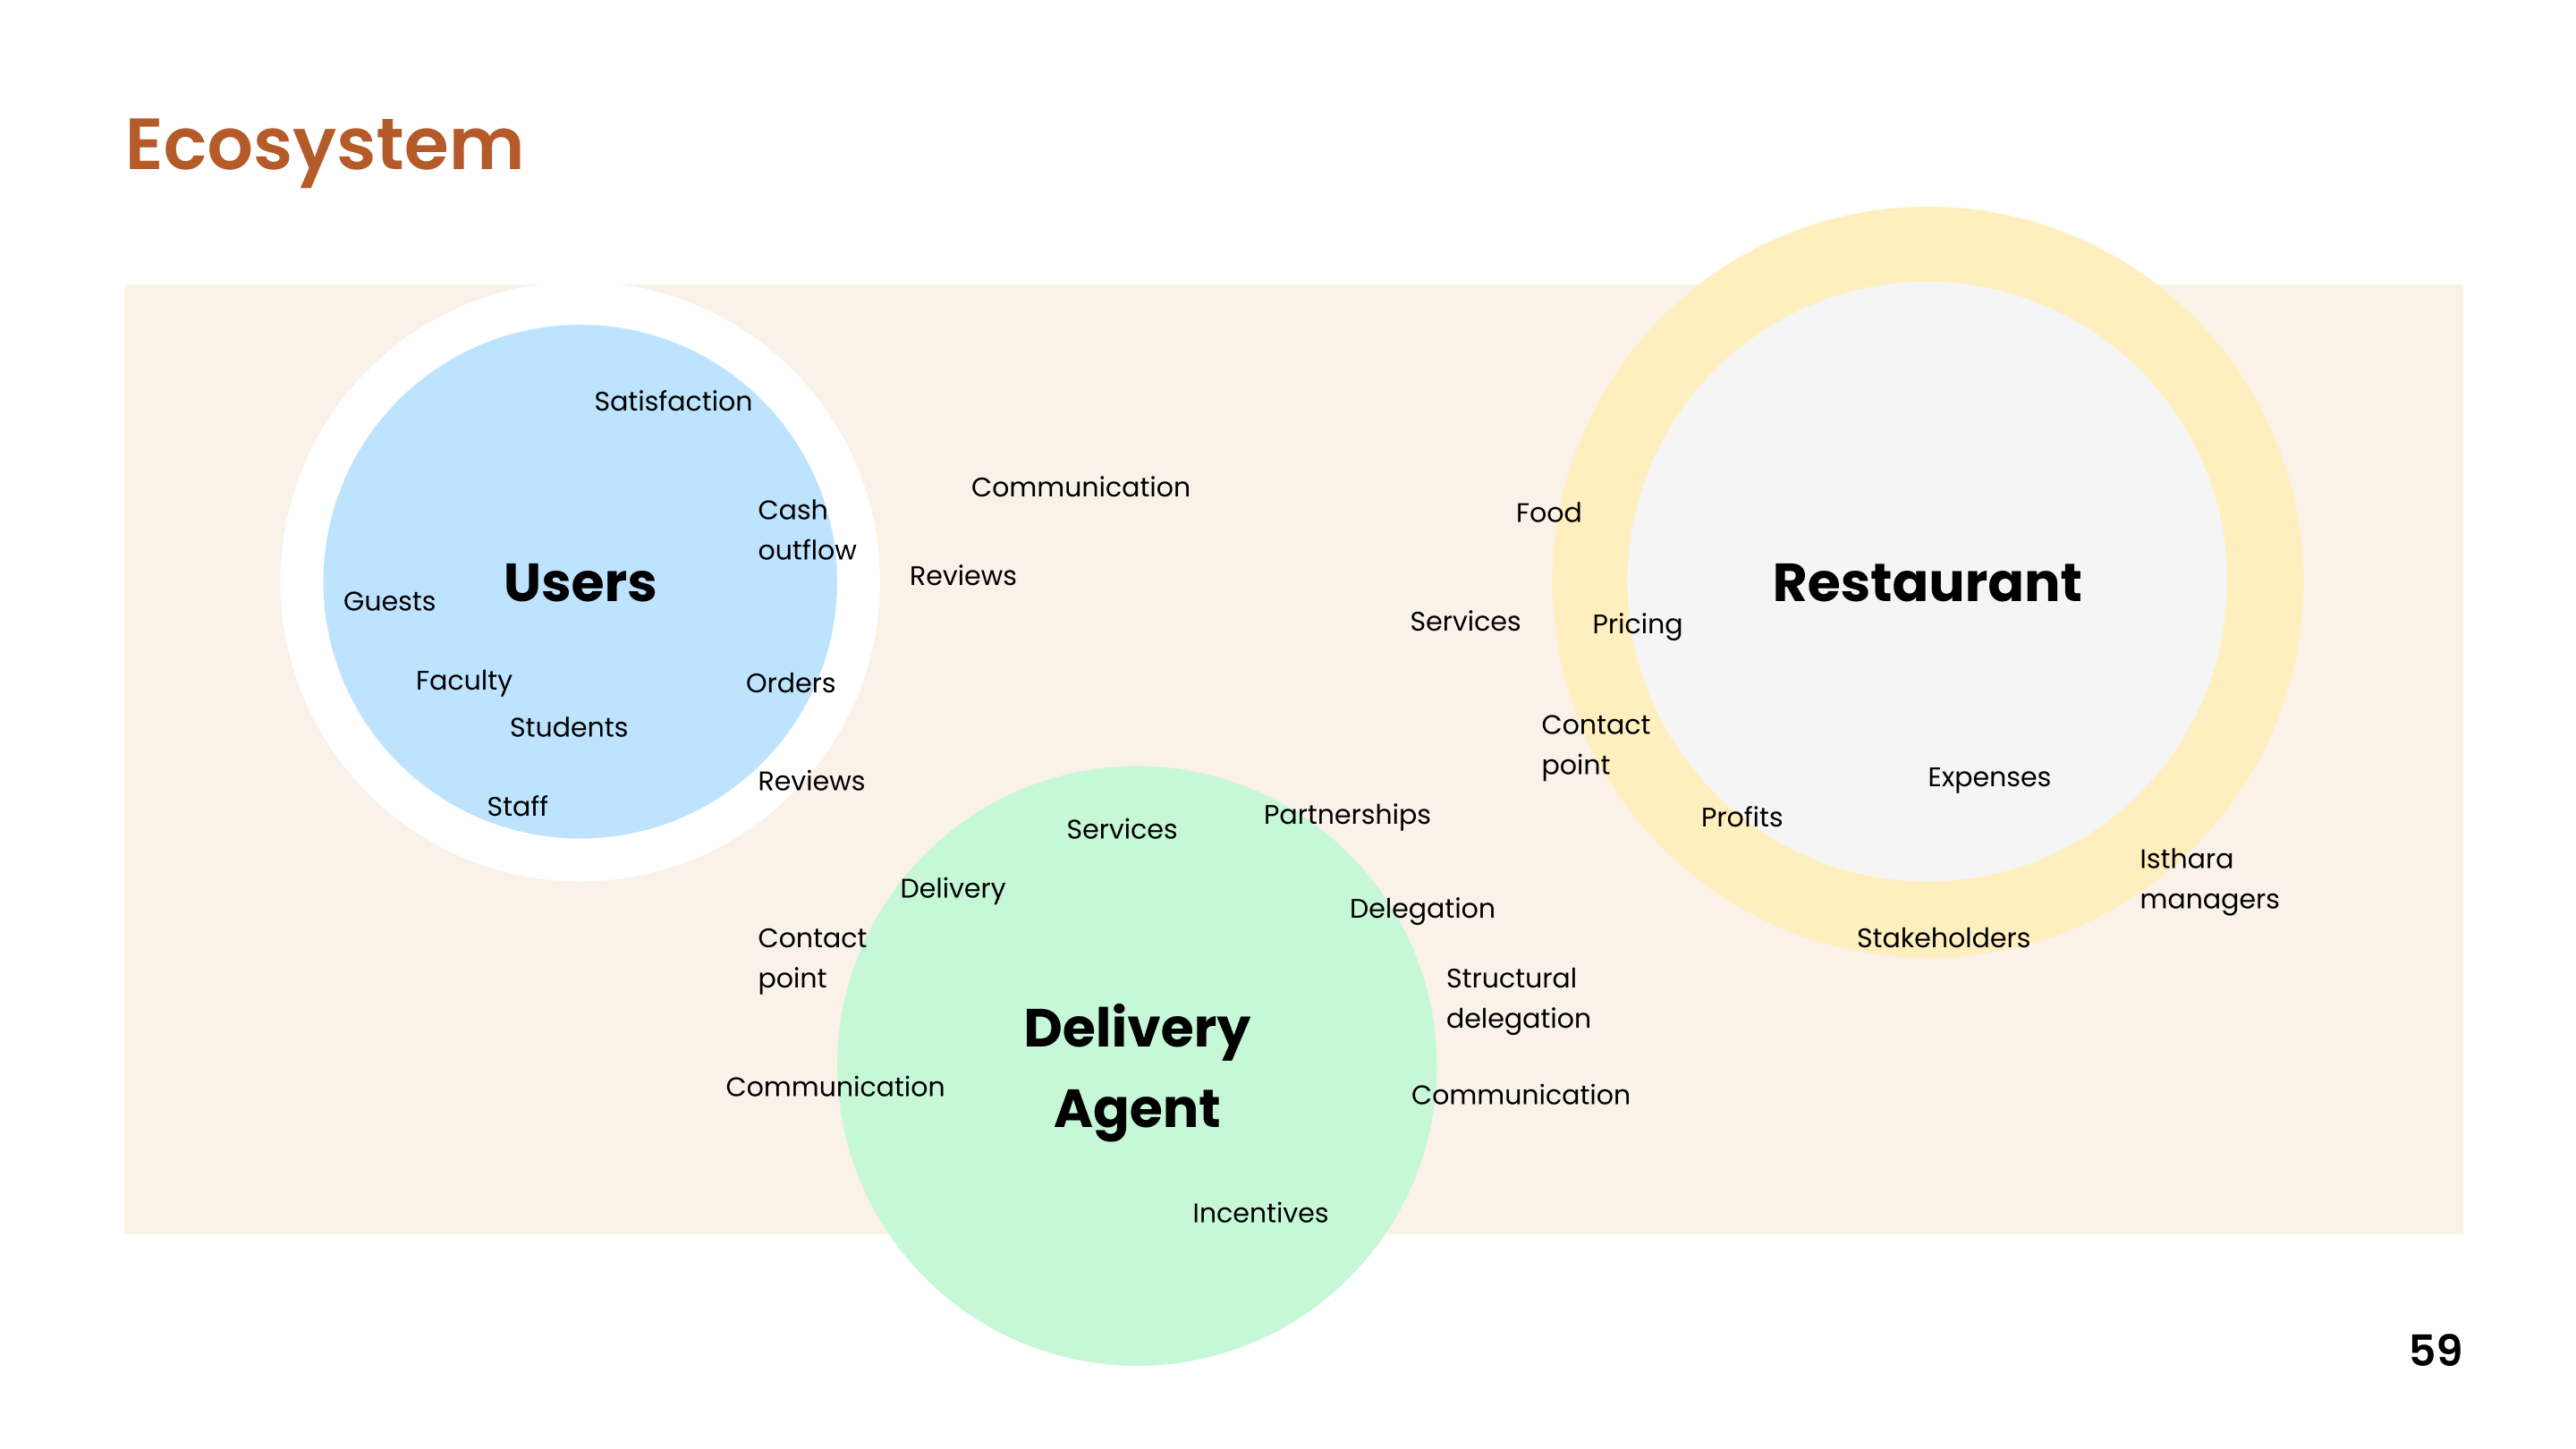 Ecosystem
Satisfaction
Cash
outflow
Users
Guests
Faculty
Orders
Students
Reviews
Staff
Communication
Reviews
Food
Restaurant
Services
Pricing
Contact
point
Expenses
Profits
Isthara
managers
Stakeholders
Services
Partnerships
Delivery
Delegation
Contact
point
Structural
delegation
Delivery
Agent
Communication
Communication
Incentives
59